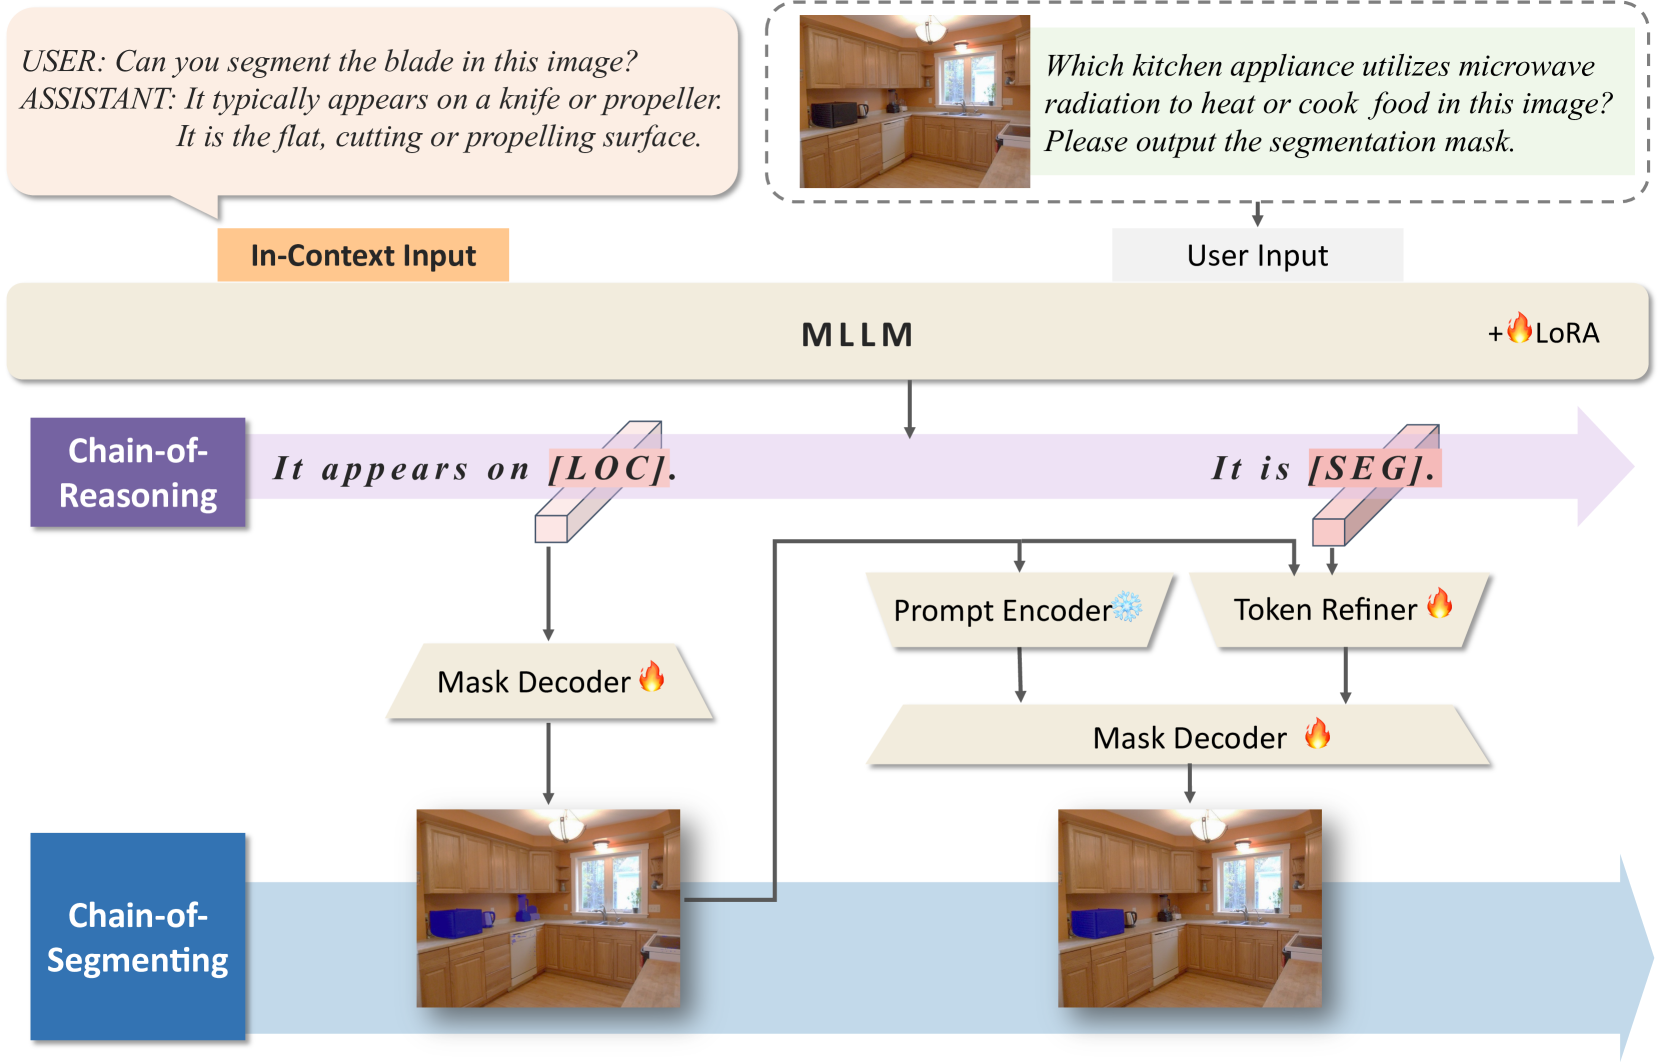 USER: Can you segment the blade in this image?
ASSISTANT: It typically appears on a knife or propeller.
It is the flat, cutting or propelling surface.
Which kitchen appliance utilizes microwave
radiation to heat or cook food in this image?
Please output the segmentation mask.
In-Context Input
User Input
MLLM
+ LoRA
Chain-of-
Reasoning
It appears on [LOC].
It is [SEG].
Prompt Encoder
Token Refiner
Mask Decoder
Mask Decoder
Chain-of-
Segmenting